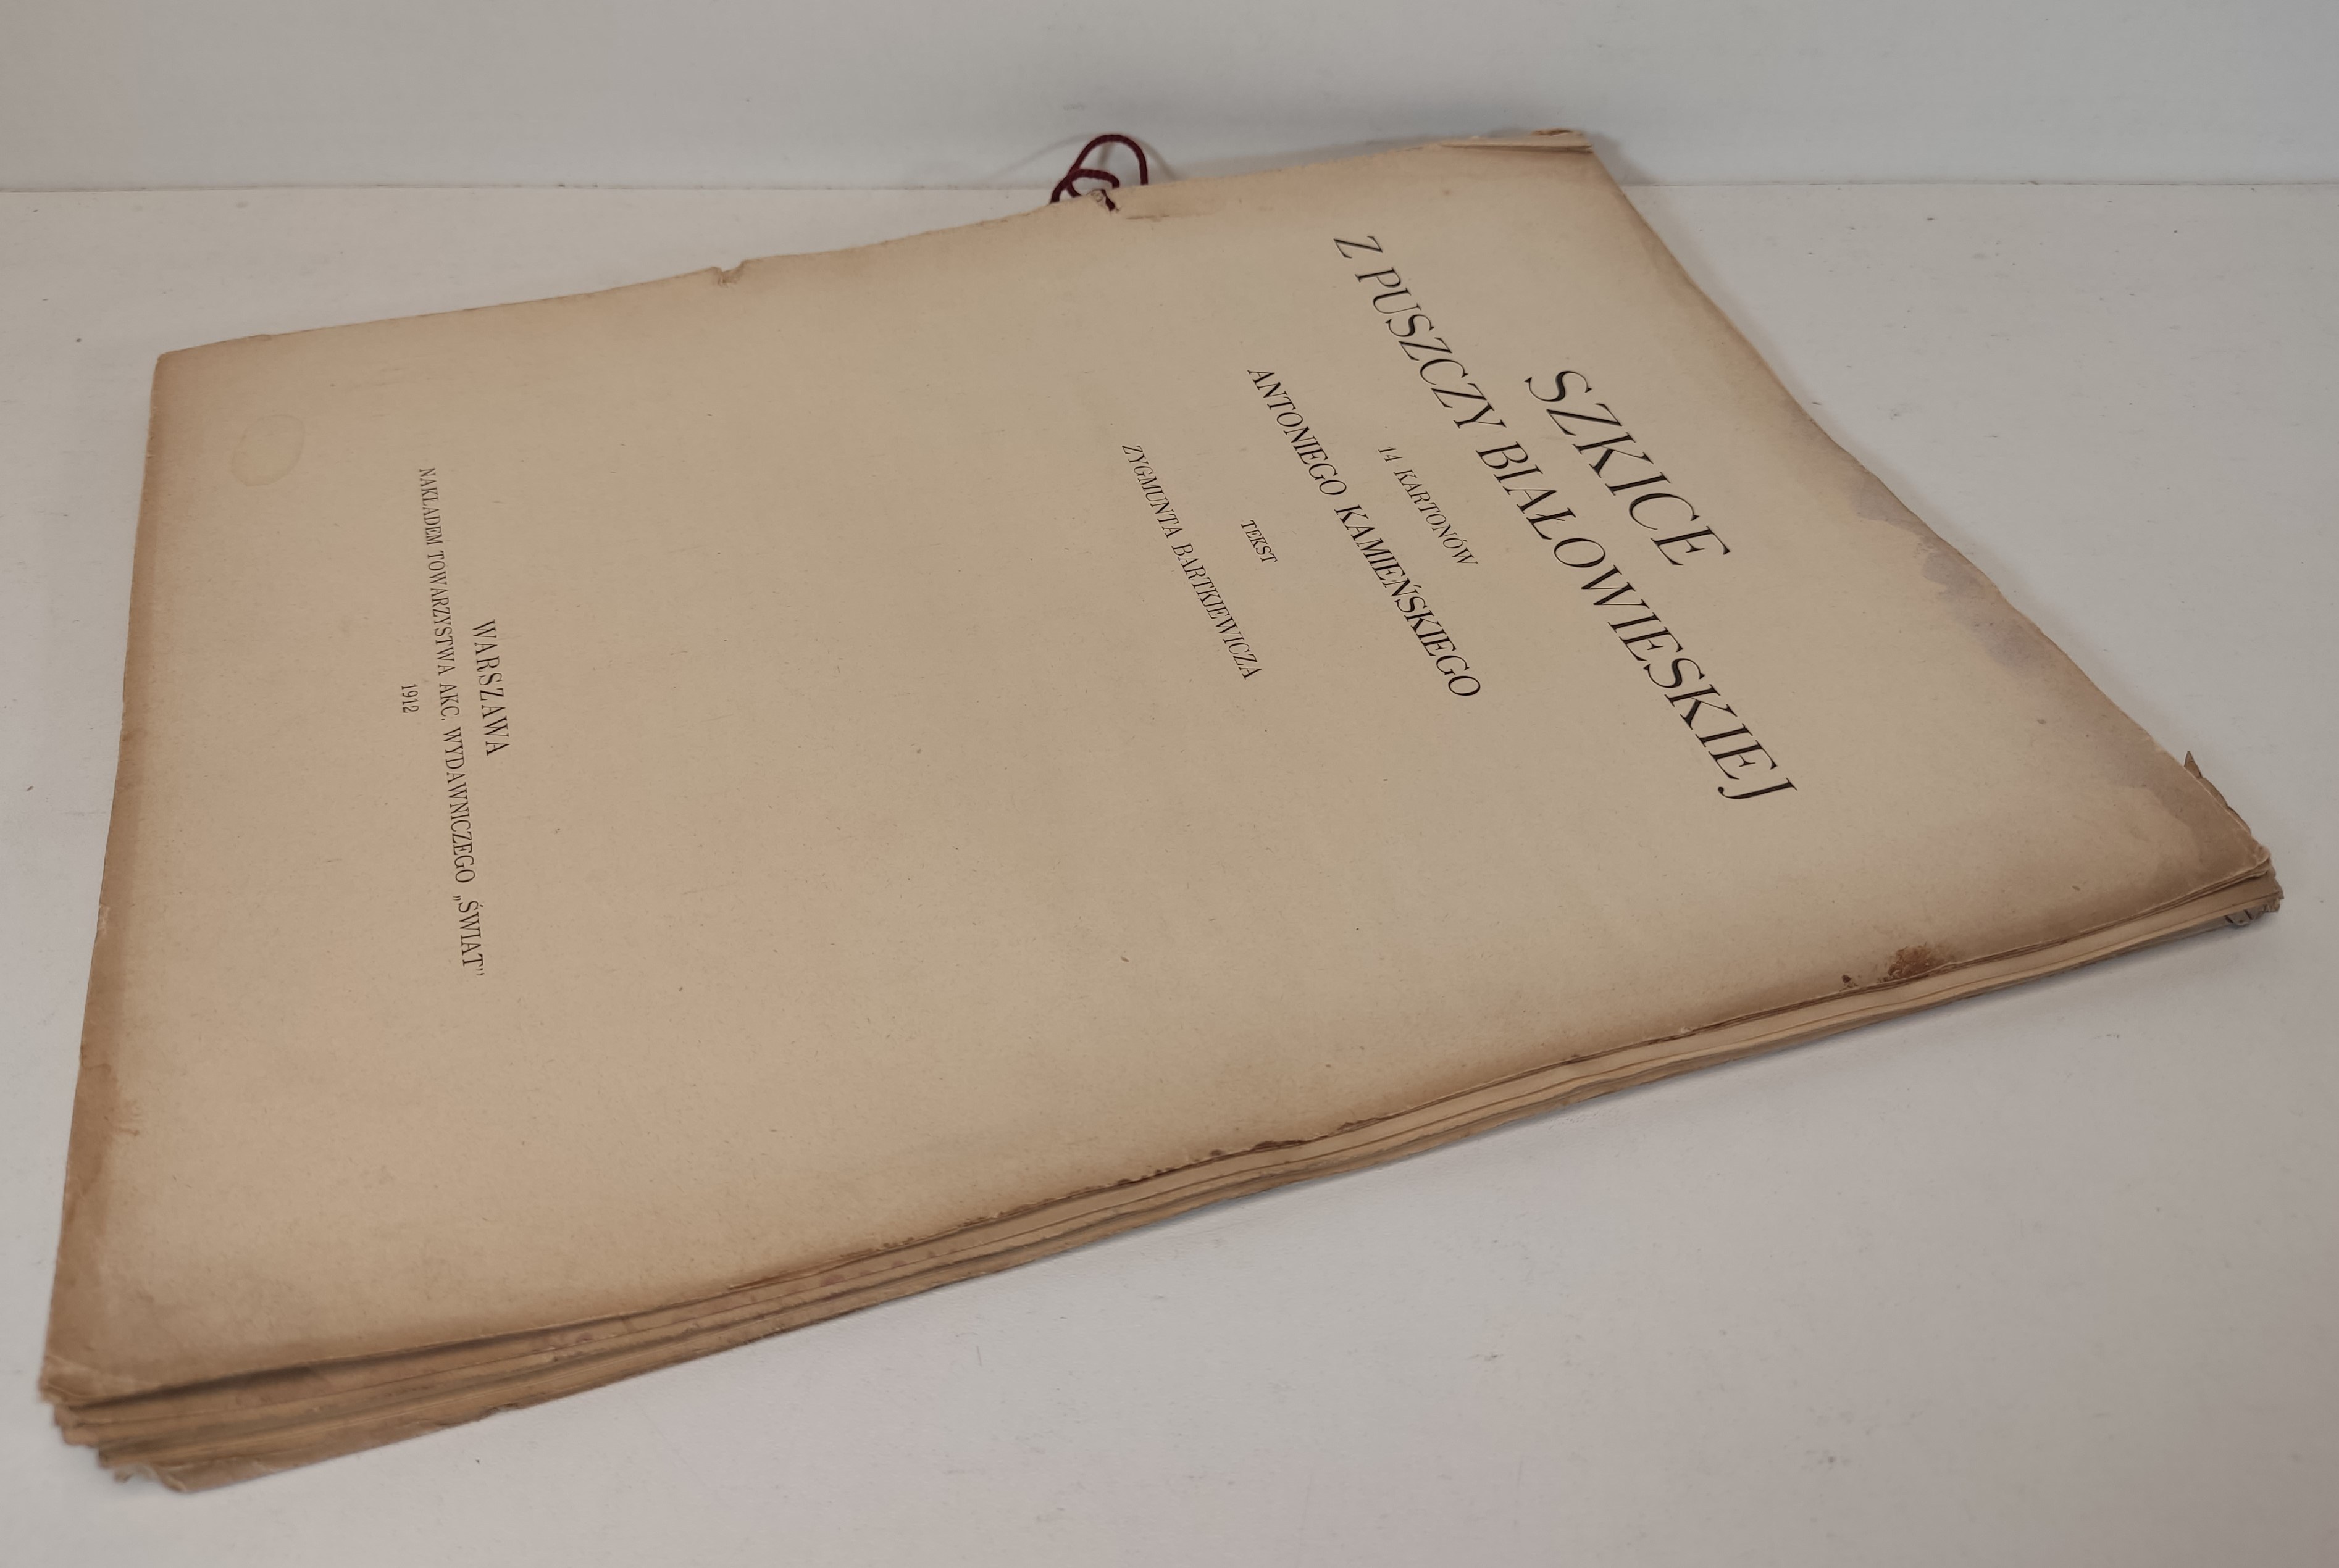 SZKICE
Z PUSZCZY BIAŁOWIESKIEJ
14 KARTONÓW
ANTONIEGO KAMIEŃSKIEGO
TEKST
ZYGMUNTA BARTKIEWICZA
WARSZAWA
NAKŁADEM TOWARZYSTWA AKC. WYDAWNICZEGO „ŚWIAT”
1912